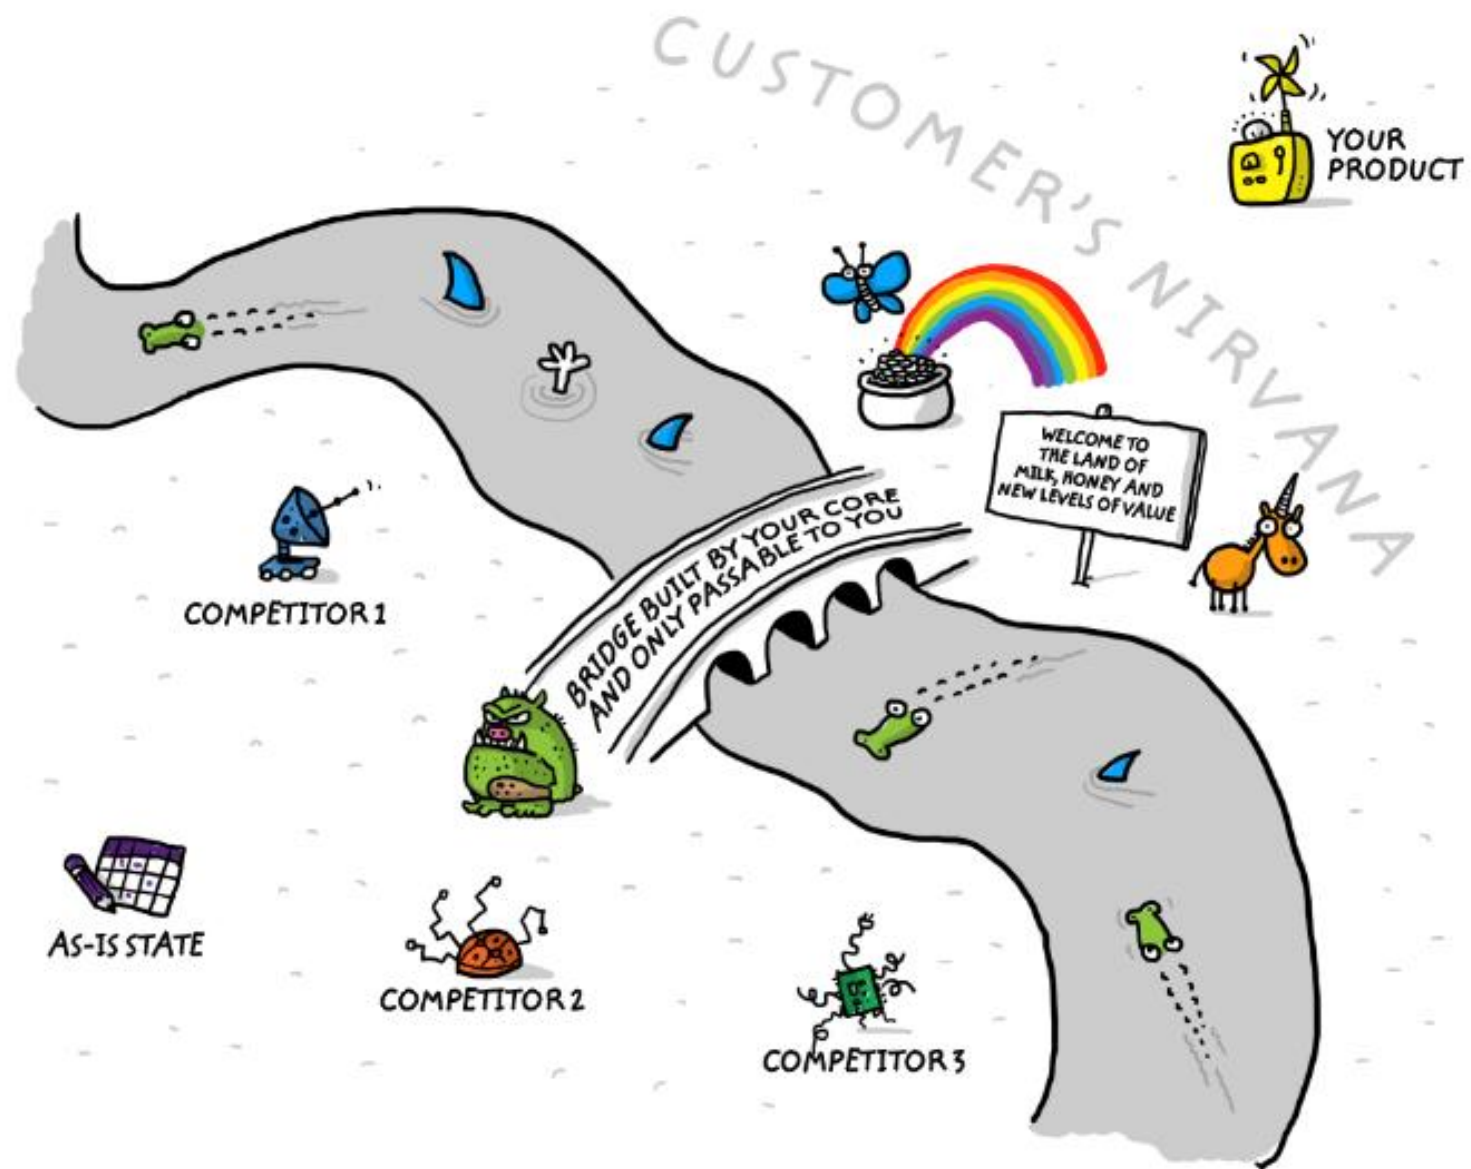 CUSTOMER'S NIRVANA
YOUR
PRODUCT
WELCOME TO
THE LAND OF
MILK, HONEY AND
NEW LEVELS OF VALUE
BRIDGE BUILT BY YOUR CORE
AND ONLY PASSABLE TO YOU
COMPETITOR 1
AS-IS STATE
COMPETITOR 2
COMPETITOR 3